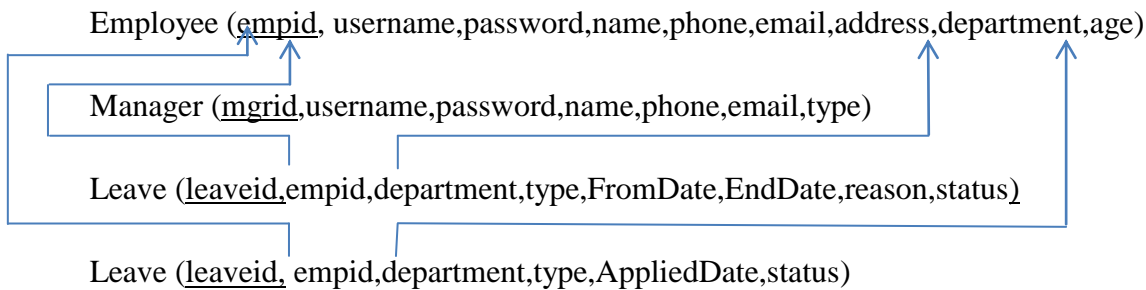 Employee (empid, username,password,name,phone,email,address,department,age)
Manager (mgrid,username,password,name,phone,email,type)
Leave (leaveid,empid,department,type,FromDate,EndDate,reason,status)
Leave (leaveid, empid,department,type,AppliedDate,status)